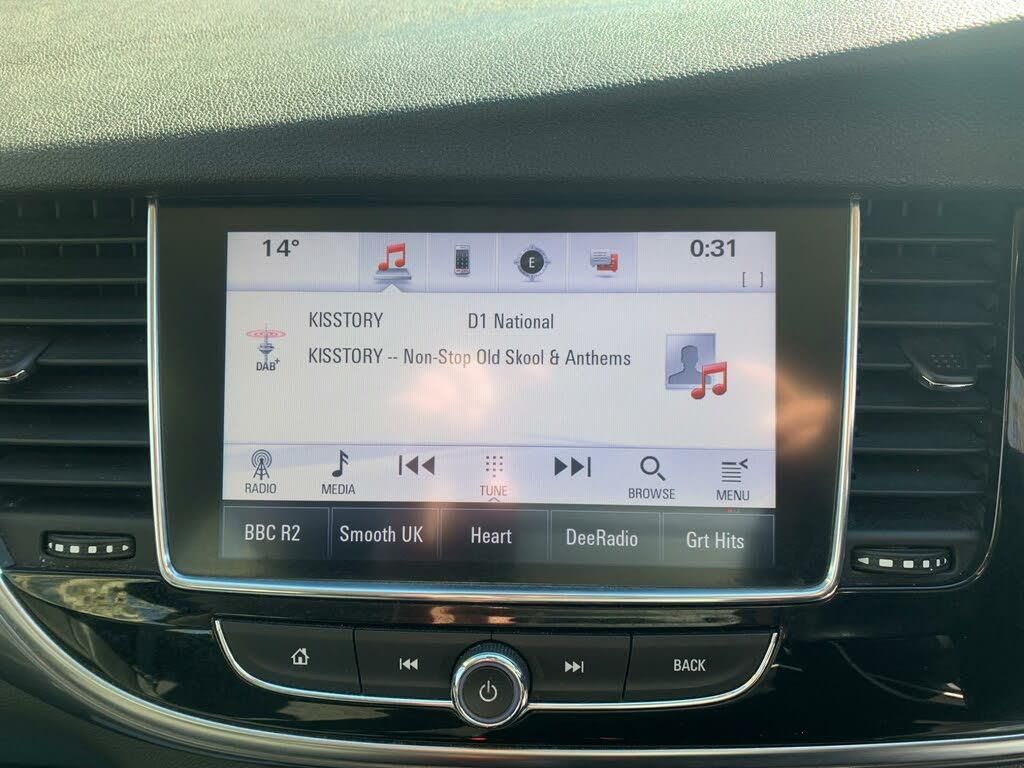 14° 0:31
E
[ ]
KISSTORY D1 National
KISSTORY -- Non-Stop Old Skool & Anthems
DAB+
RADIO MEDIA TUNE BROWSE MENU
BBC R2 Smooth UK Heart DeeRadio Grt Hits
BACK